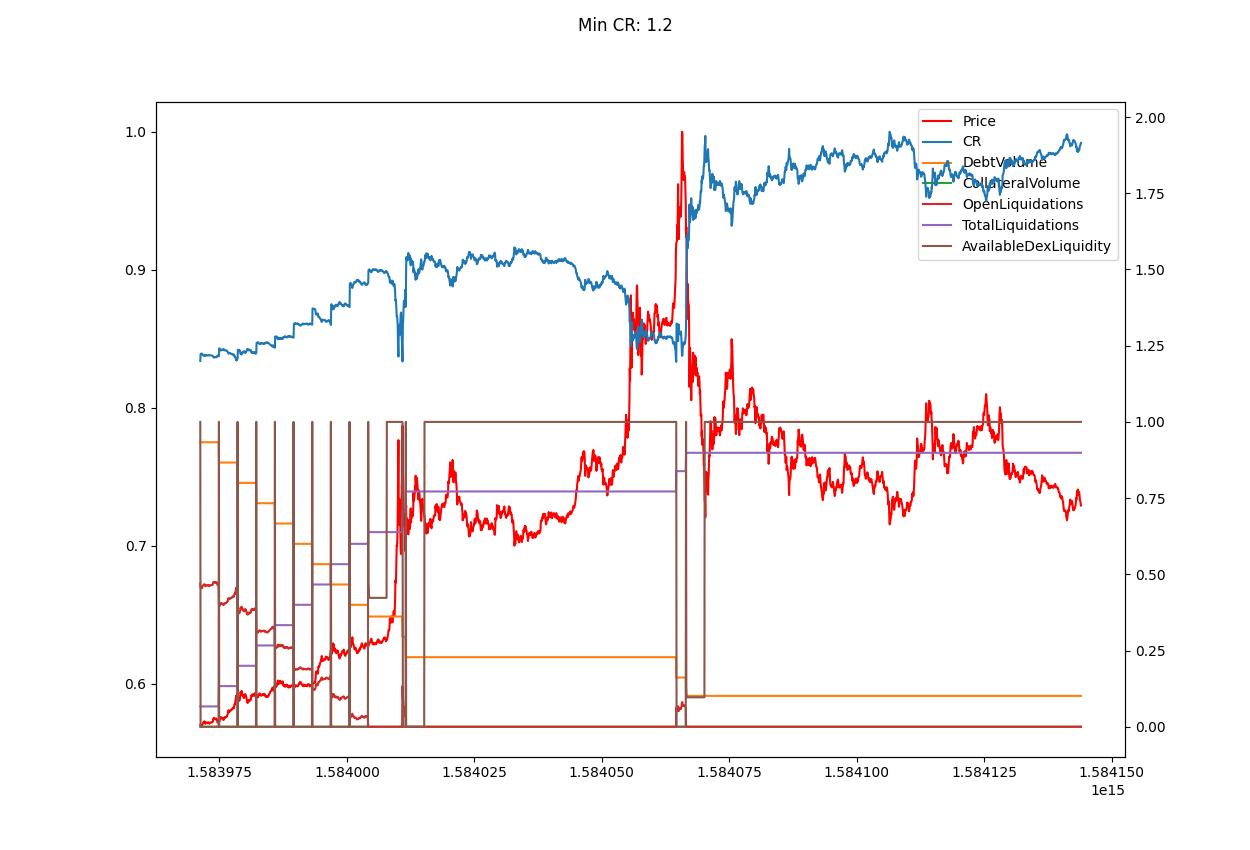 Min CR: 1.2
1.0
0.9
0.8
0.7
0.6
2.00
1.75
1.50
1.25
1.00
0.75
0.50
0.25
0.00
Price
CR
DebtVolume
CollateralVolume
OpenLiquidations
TotalLiquidations
AvailableDexLiquidity
1.583975 1.584000 1.584025 1.584050 1.584075 1.584100 1.584125 1.584150
1e15